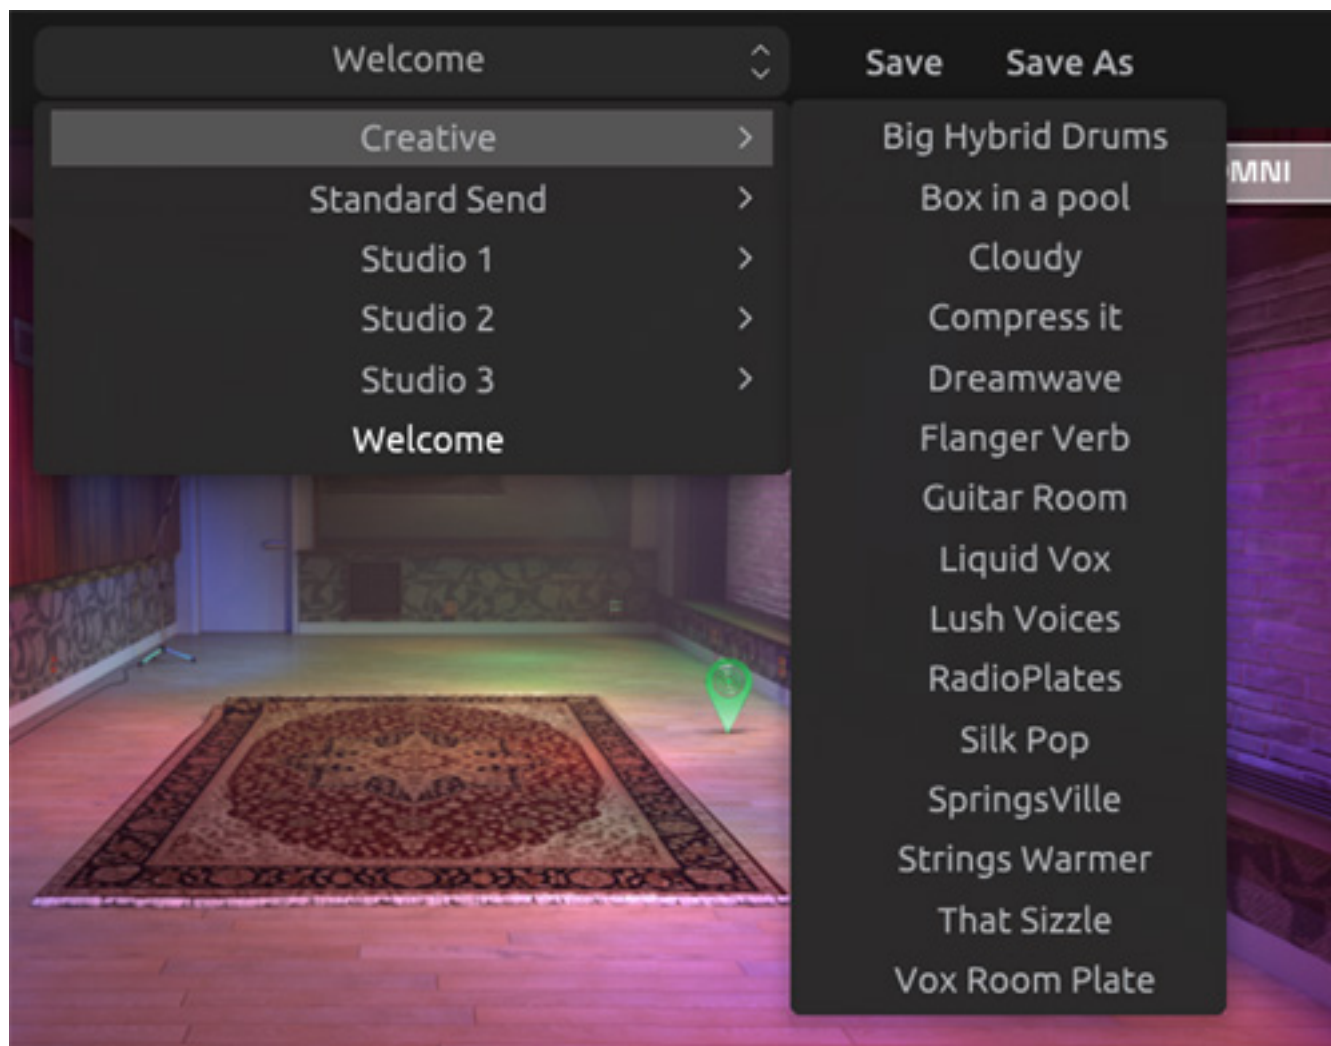 Welcome
Save
Save As
Creative
Standard Send
Studio 1
Studio 2
Studio 3
Welcome
Big Hybrid Drums
Box in a pool
Cloudy
Compress it
Dreamwave
Flanger Verb
Guitar Room
Liquid Vox
Lush Voices
RadioPlates
Silk Pop
SpringsVille
Strings Warmer
That Sizzle
Vox Room Plate